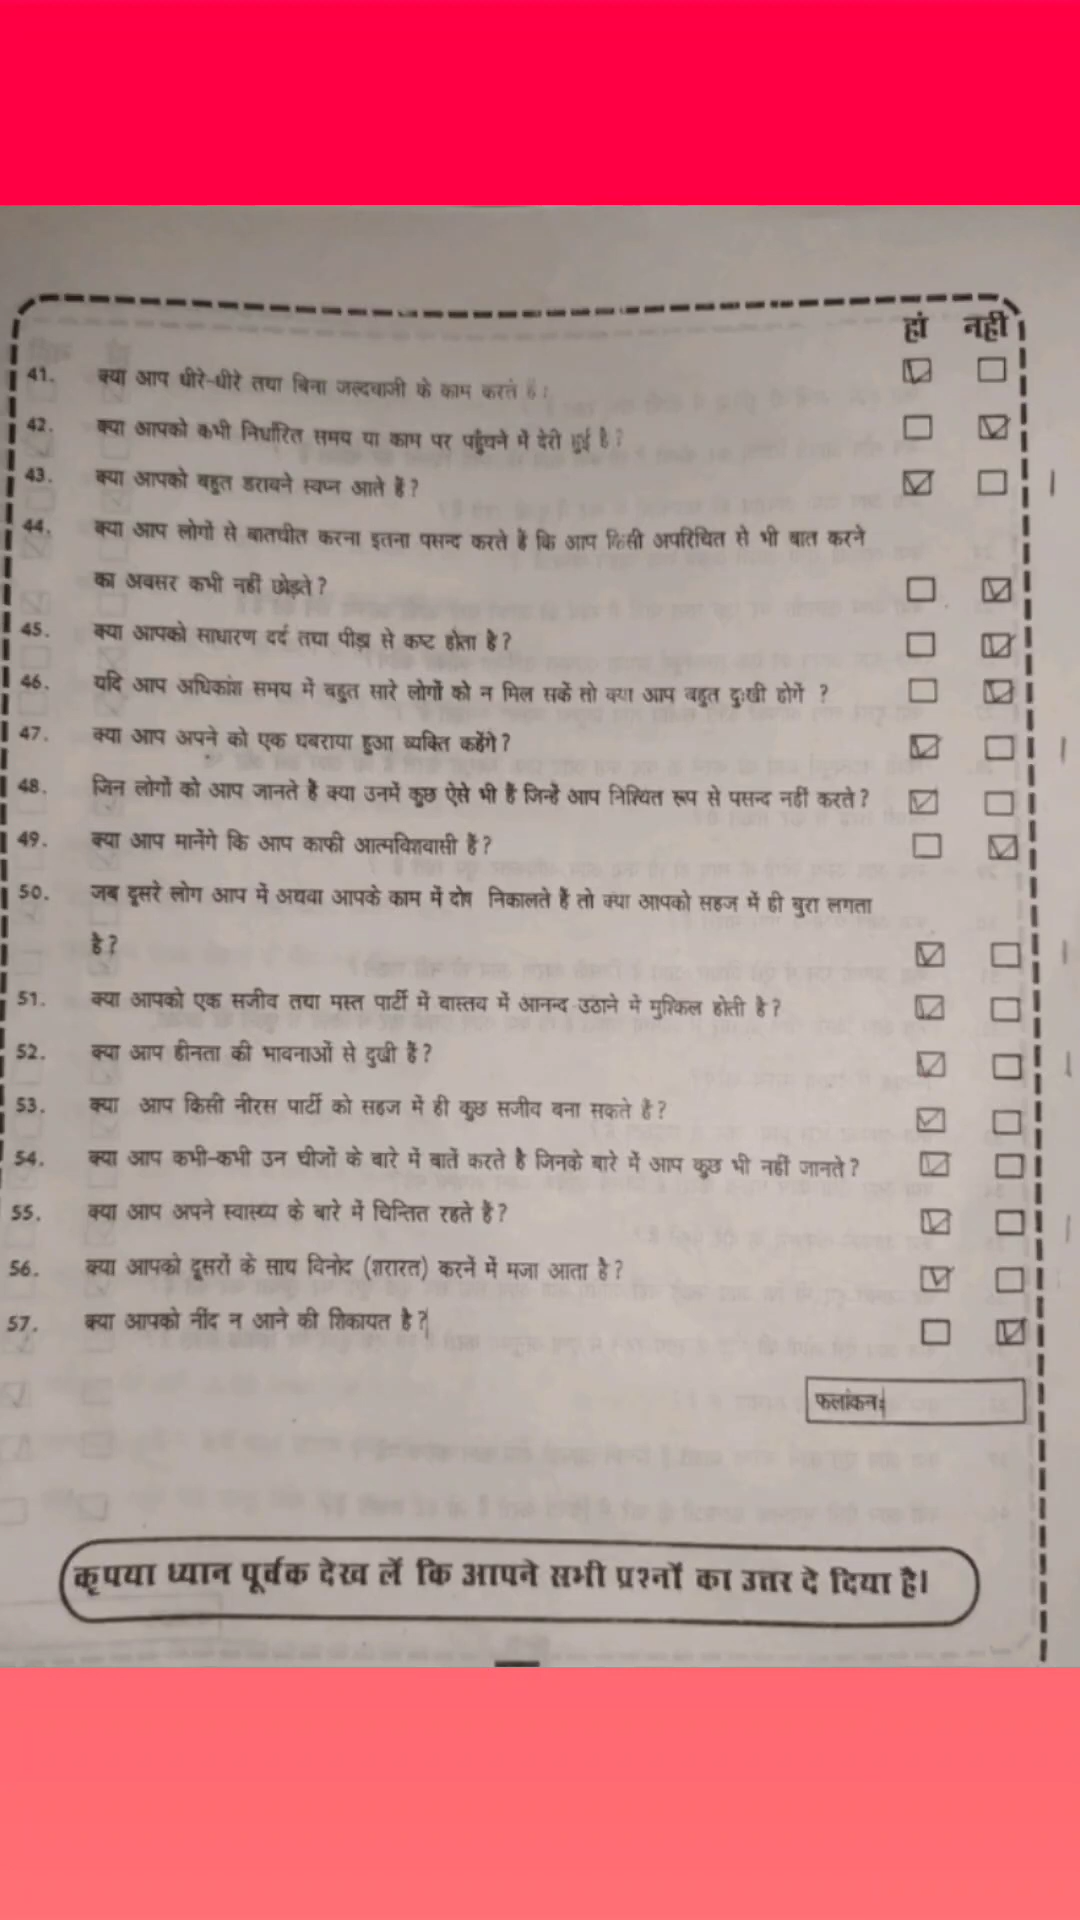 हां नहीं
41. क्या आप धीरे-धीरे तथा बिना जल्दवाजी के काम करते हैं?
42. क्या आपको कभी निर्धारित समय या काम पर पहुँचने में देरी हुई है?
43. क्या आपको बहुत डरावने स्वप्न आते हैं?
44. क्या आप लोगों से बातचीत करना इतना पसन्द करते हैं कि आप किसी अपरिचित से भी बात करने
का अवसर कभी नहीं छोड़ते?
45. क्या आपको साधारण दर्द तथा पीड़ा से कष्ट होता है?
46. यदि आप अधिकांश समय में बहुत सारे लोगों को न मिल सकें तो क्या आप बहुत दुःखी होगें ?
47. क्या आप अपने को एक घबराया हुआ व्यक्ति कहेंगे?
48. जिन लोगों को आप जानते हैं क्या उनमें कुछ ऐसे भी हैं जिन्हें आप निश्चित रूप से पसन्द नहीं करते?
49. क्या आप मानेंगे कि आप काफी आत्मविशवासी हैं?
50. जब दूसरे लोग आप में अथवा आपके काम में दोष निकालते हैं तो क्या आपको सहज में ही बुरा लगता
है?
51. क्या आपको एक सजीव तथा मस्त पार्टी में वास्तव में आनन्द उठाने में मुश्किल होती है?
52. क्या आप हीनता की भावनाओं से दुखी हैं?
53. क्या आप किसी नीरस पार्टी को सहज में ही कुछ सजीव बना सकते हैं?
54. क्या आप कभी-कभी उन चीजों के बारे में बातें करते है जिनके बारे में आप कुछ भी नहीं जानते?
55. क्या आप अपने स्वास्थ्य के बारे में चिन्तित रहते हैं?
56. क्या आपको दूसरों के साथ विनोद (शरारत) करनें में मजा आता है?
57. क्या आपको नींद न आने की शिकायत है?
फलांकन:
कृपया ध्यान पूर्वक देख लें कि आपने सभी प्रश्नों का उत्तर दे दिया है।